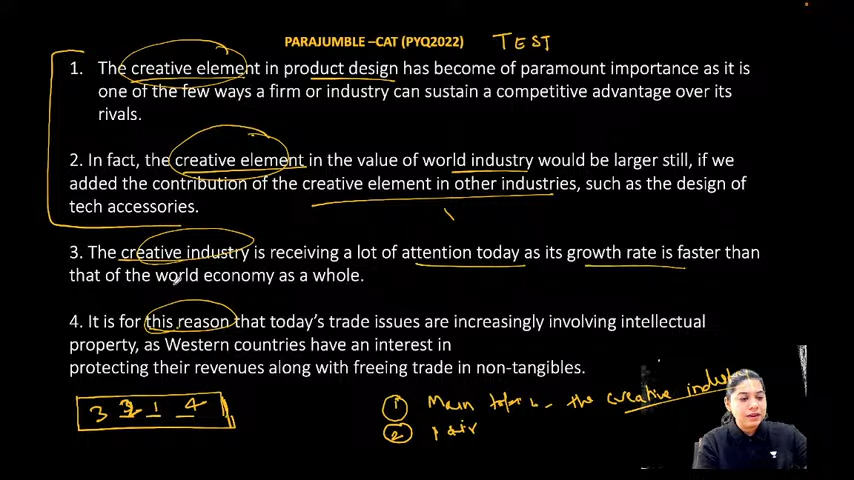 PARAJUMBLE –CAT (PYQ2022) TEST
1. The creative element in product design has become of paramount importance as it is
one of the few ways a firm or industry can sustain a competitive advantage over its
rivals.
2. In fact, the creative element in the value of world industry would be larger still, if we
added the contribution of the creative element in other industries, such as the design of
tech accessories.
3. The creative industry is receiving a lot of attention today as its growth rate is faster than
that of the world economy as a whole.
4. It is for this reason that today's trade issues are increasingly involving intellectual
property, as Western countries have an interest in
protecting their revenues along with freeing trade in non-tangibles.
3 2 1 4
1 Main the creative
2 pair